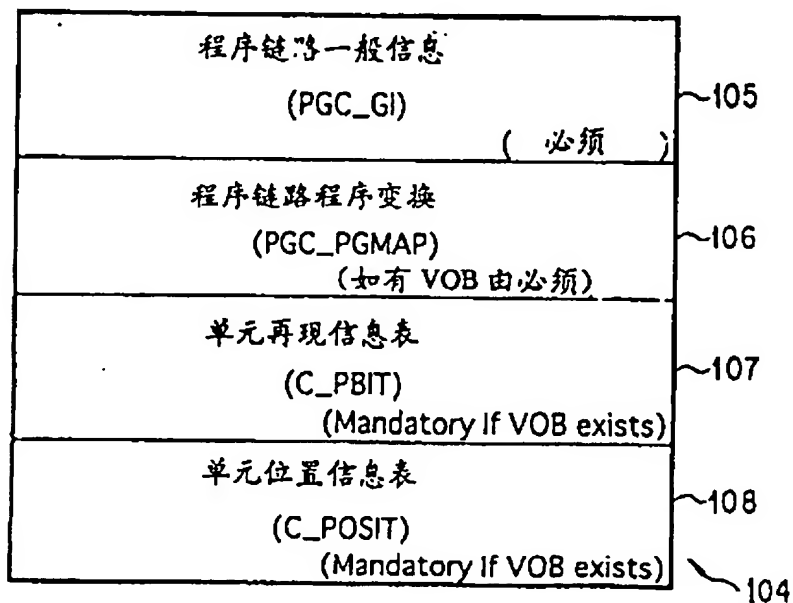 程序链路一般信息
(PGC_GI)
105
( 必须 )
程序链路程序变换
(PGC_PGMAP)
106
(如有 VOB 由必须)
单元再现信息表
(C_PBIT)
107
(Mandatory If VOB exists)
单元位置信息表
(C_POSIT)
108
(Mandatory If VOB exists)
104